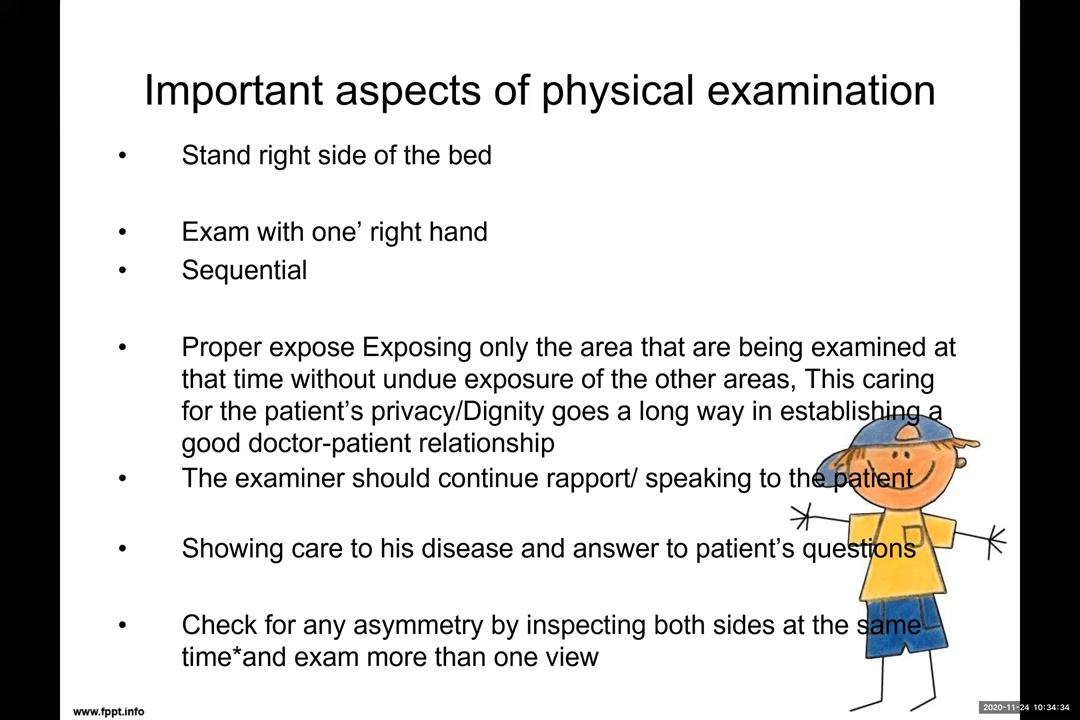 Important aspects of physical examination
• Stand right side of the bed
• Exam with one’ right hand
• Sequential
• Proper expose Exposing only the area that are being examined at
that time without undue exposure of the other areas, This caring
for the patient’s privacy/Dignity goes a long way in establishing a
good doctor-patient relationship
• The examiner should continue rapport/ speaking to the patient
• Showing care to his disease and answer to patient’s questions
• Check for any asymmetry by inspecting both sides at the same
time*and exam more than one view
www.fppt.info
2020-11-24 10:34:34